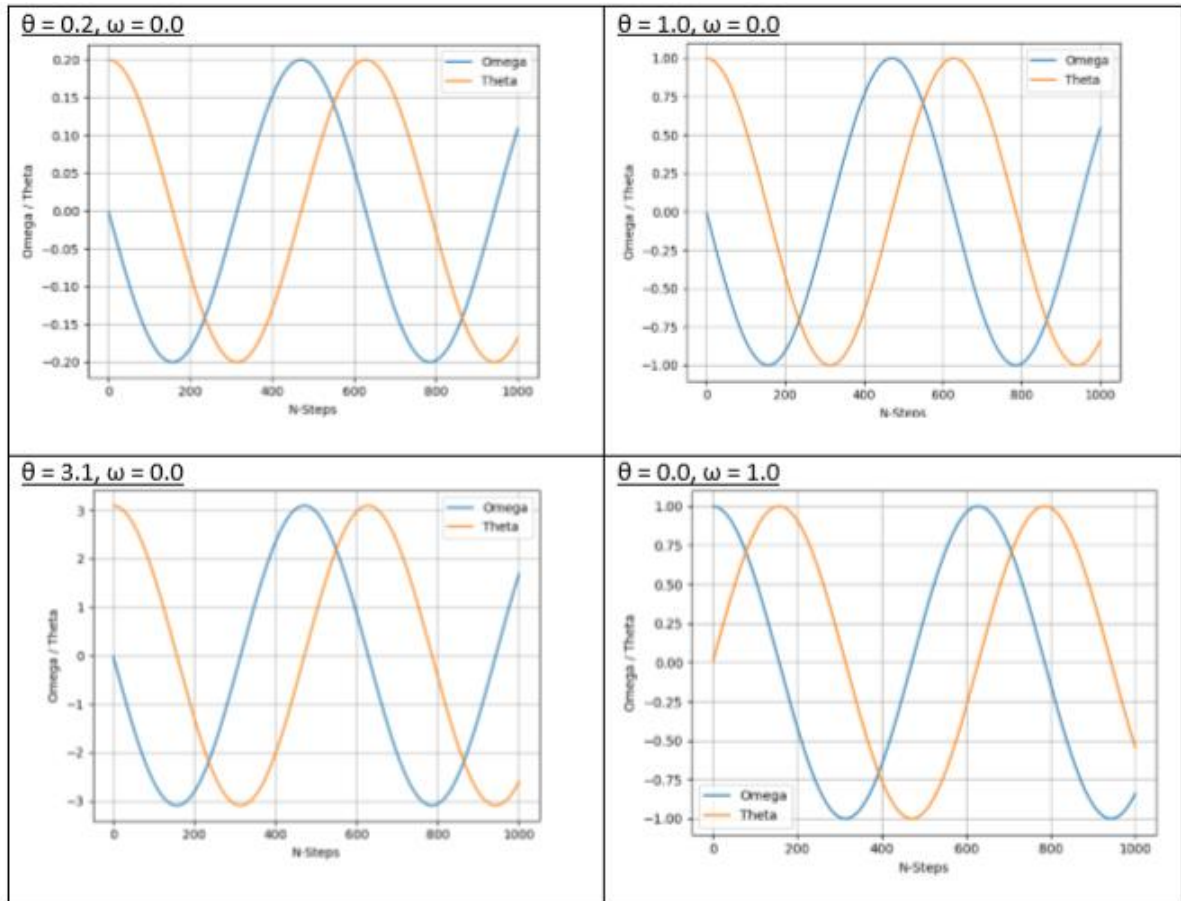 θ = 0.2, ω = 0.0
Omega
Theta
0.20
0.15
0.10
0.05
0.00
−0.05
−0.10
−0.15
−0.20
Omega / Theta
0 200 400 600 800 1000
N-Steps
θ = 1.0, ω = 0.0
Omega
Theta
1.00
0.75
0.50
0.25
0.00
−0.25
−0.50
−0.75
−1.00
Omega / Theta
0 200 400 600 800 1000
N-Steps
θ = 3.1, ω = 0.0
Omega
Theta
3
2
1
0
−1
−2
−3
Omega / Theta
0 200 400 600 800 1000
N-Steps
θ = 0.0, ω = 1.0
1.00
0.75
0.50
0.25
0.00
−0.25
−0.50
−0.75
−1.00
Omega / Theta
Omega
Theta
0 200 400 600 800 1000
N-Steps